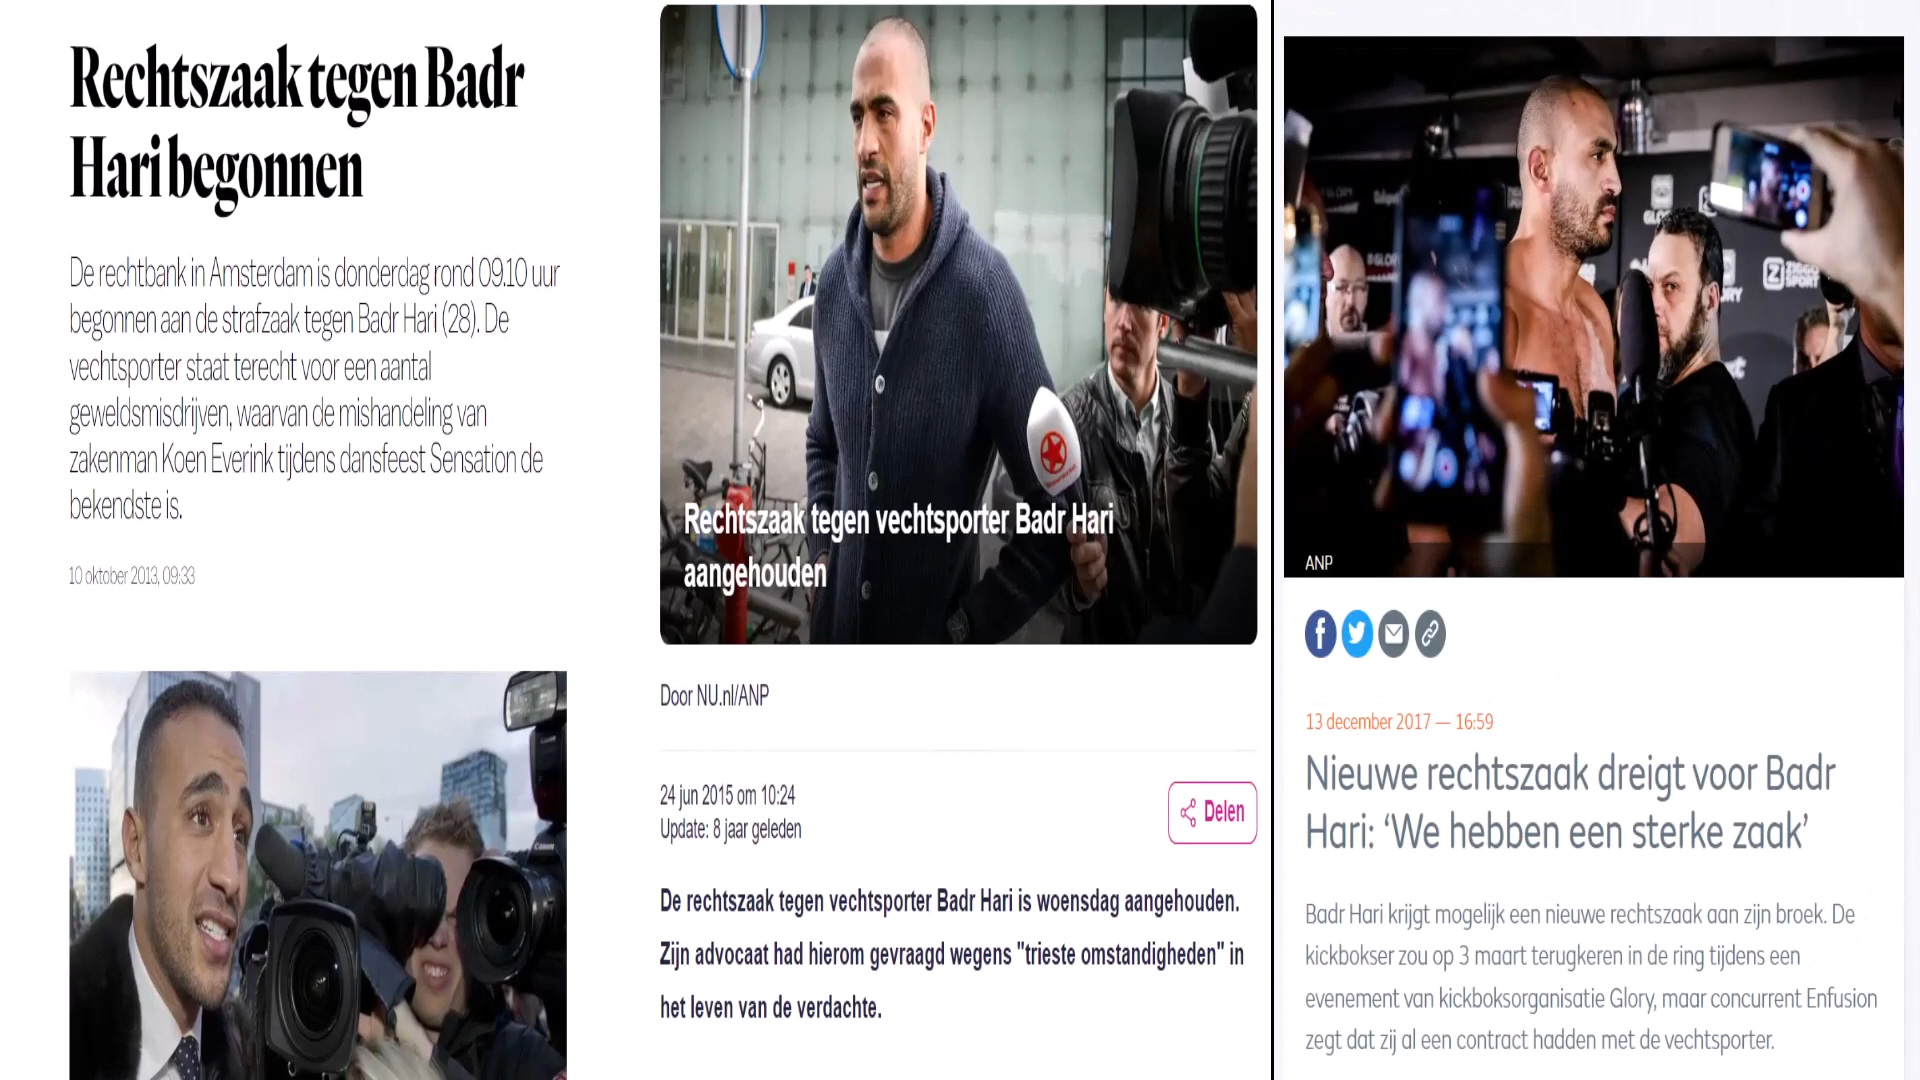 Rechtszaak tegen Badr
Hari begonnen
De rechtbank in Amsterdam is donderdag rond 09.10 uur
begonnen aan de strafzaak tegen Badr Hari (28). De
vechtsporter staat terecht voor een aantal
geweldsmisdrijven, waarvan de mishandeling van
zakenman Koen Everink tijdens dansfeest Sensation de
bekendste is.
10 oktober 2013, 09:33
Rechtszaak tegen vechtsporter Badr Hari
aangehouden
Door NU.nl/ANP
24 jun 2015 om 10:24
Update: 8 jaar geleden
Delen
De rechtszaak tegen vechtsporter Badr Hari is woensdag aangehouden.
Zijn advocaat had hierom gevraagd wegens "trieste omstandigheden" in
het leven van de verdachte.
ZIGGO
SPORT
ANP
13 december 2017 — 16:59
Nieuwe rechtszaak dreigt voor Badr
Hari: ‘We hebben een sterke zaak’
Badr Hari krijgt mogelijk een nieuwe rechtszaak aan zijn broek. De
kickbokser zou op 3 maart terugkeren in de ring tijdens een
evenement van kickboksorganisatie Glory, maar concurrent Enfusion
zegt dat zij al een contract hadden met de vechtsporter.